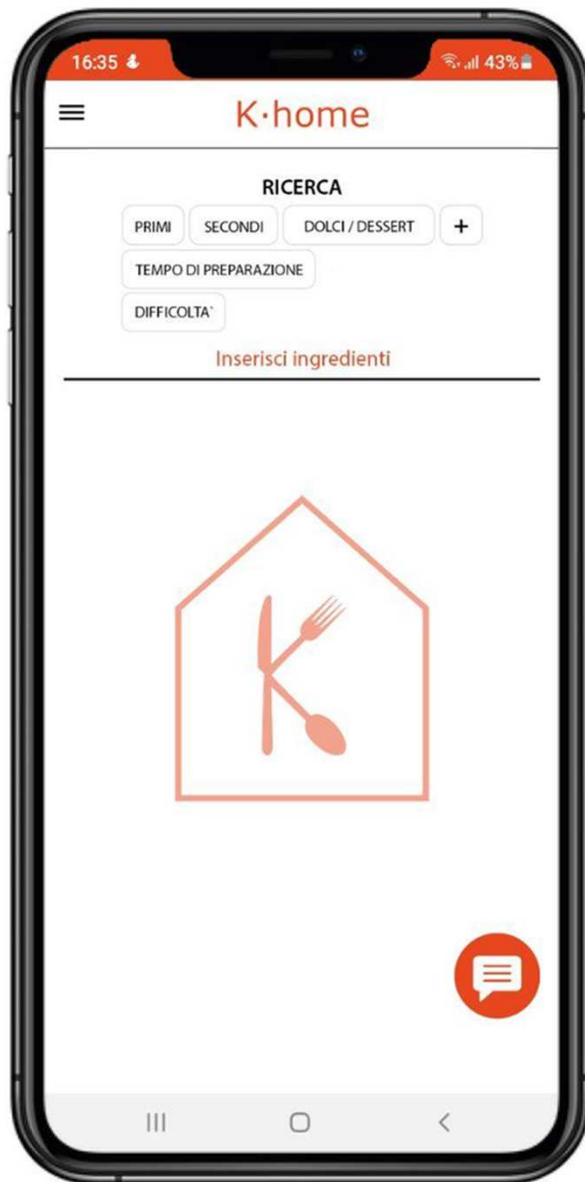 16:35 43%
K·home
RICERCA
PRIMI SECONDI DOLCI / DESSERT +
TEMPO DI PREPARAZIONE
DIFFICOLTA`
Inserisci ingredienti